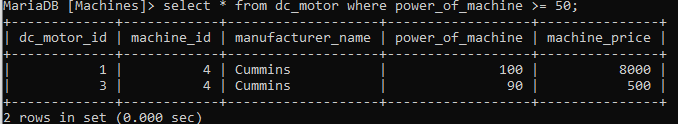 MariaDB [Machines]> select * from dc_motor where power_of_machine >= 50;
+-------------+------------+-------------------+------------------+---------------+
| dc_motor_id | machine_id | manufacturer_name | power_of_machine | machine_price |
+-------------+------------+-------------------+------------------+---------------+
|           1 |          4 | Cummins           |              100 |          8000 |
|           3 |          4 | Cummins           |               90 |           500 |
+-------------+------------+-------------------+------------------+---------------+
2 rows in set (0.000 sec)